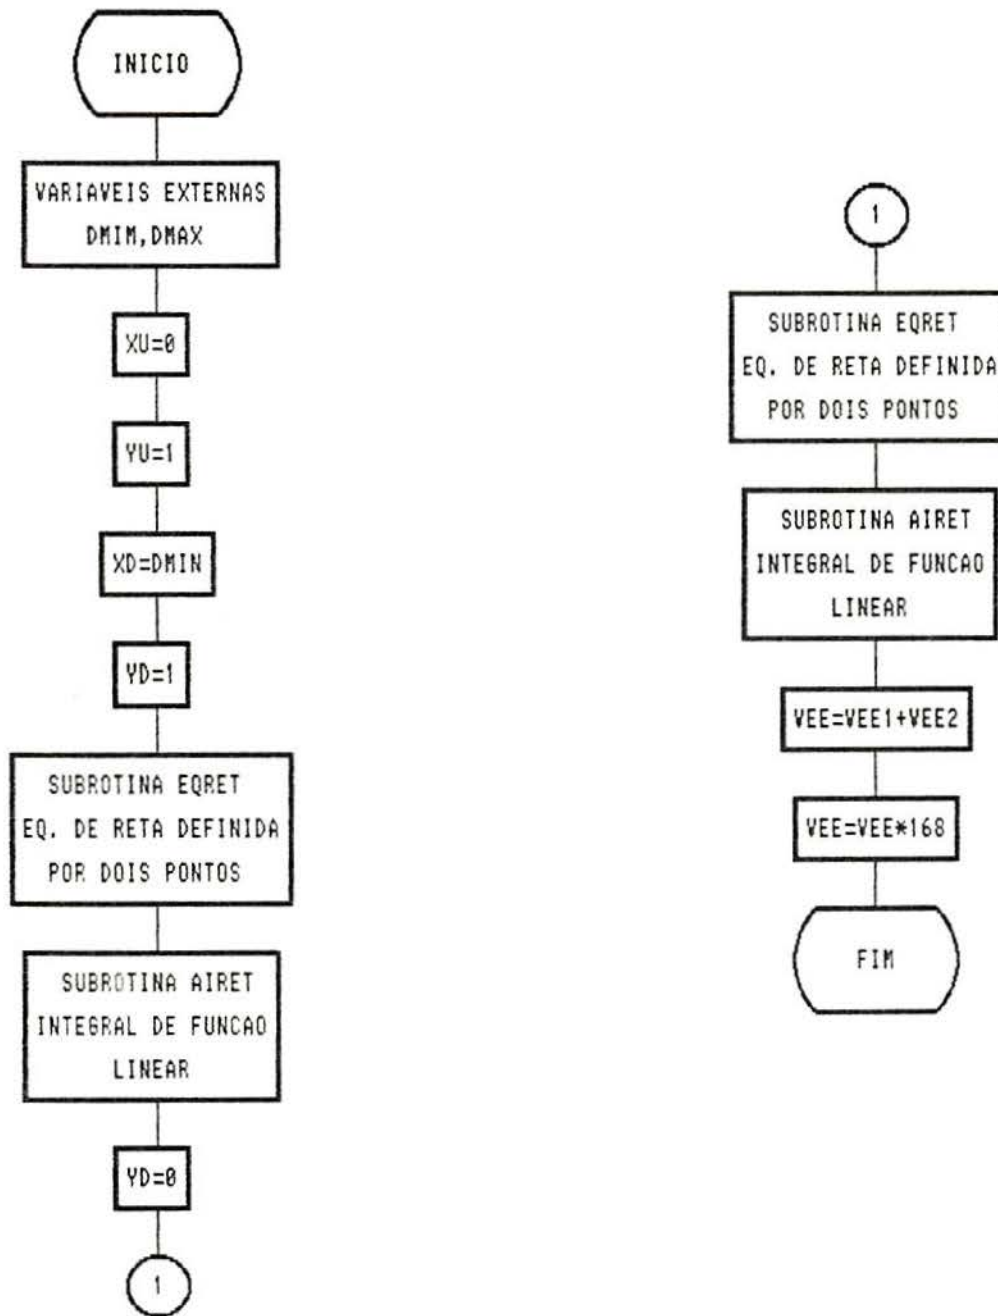 INICIO
VARIAVEIS EXTERNAS
DMIM,DMAX
XU=0
YU=1
XD=DMIN
YD=1
SUBROTINA EQRET
EQ. DE RETA DEFINIDA
POR DOIS PONTOS
SUBROTINA AIRET
INTEGRAL DE FUNCAO
LINEAR
YD=0
1
1
SUBROTINA EQRET
EQ. DE RETA DEFINIDA
POR DOIS PONTOS
SUBROTINA AIRET
INTEGRAL DE FUNCAO
LINEAR
VEE=VEE1+VEE2
VEE=VEE*168
FIM